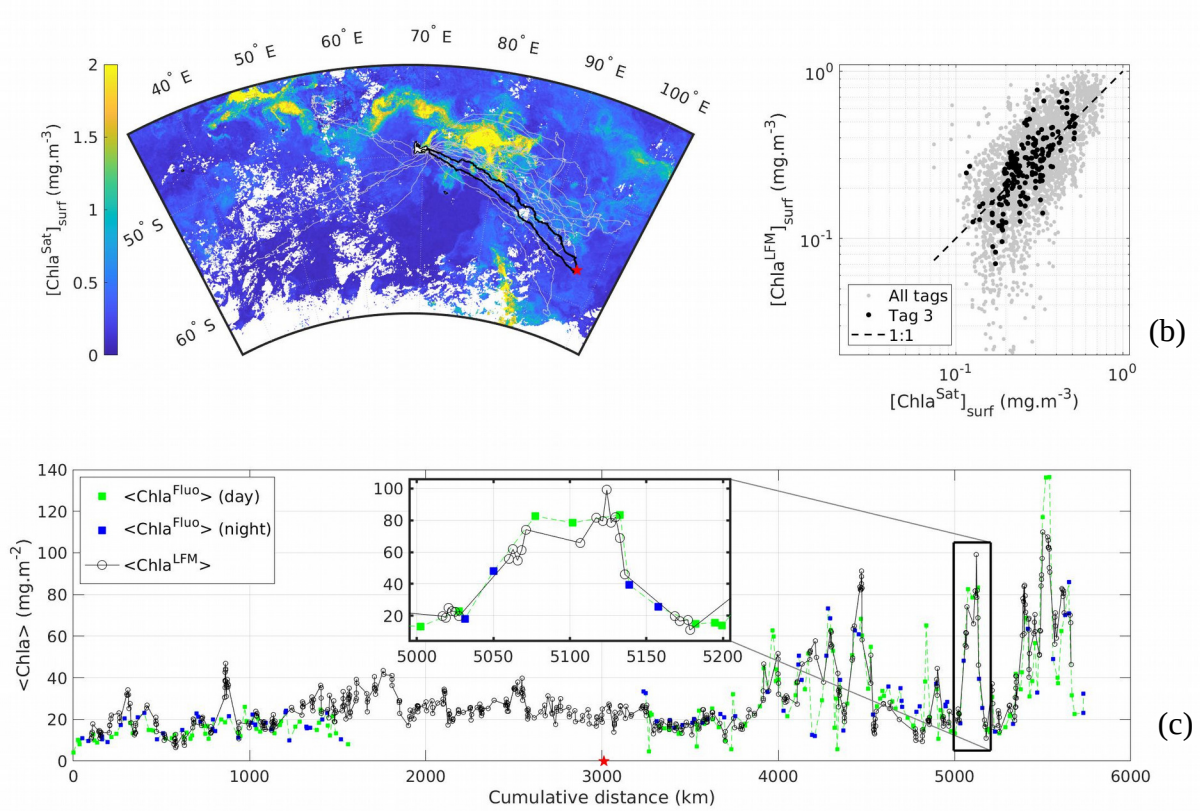 40° E
50° E
60° E
70° E
80° E
90° E
100° E
50° S
60° S
2
1.5
1
0.5
0
[Chla^Sat]_surf (mg.m^-3)
10^0
10^-1
[Chla^LFM]_surf (mg.m^-3)
All tags
Tag 3
1:1
10^-1
10^0
[Chla^Sat]_surf (mg.m^-3)
(b)
140
120
100
80
60
40
20
0
<Chla> (mg.m^-2)
<Chla^Fluo> (day)
<Chla^Fluo> (night)
<Chla^LFM>
100
80
60
40
20
5000
5050
5100
5150
5200
0
1000
2000
3000
4000
5000
6000
Cumulative distance (km)
(c)